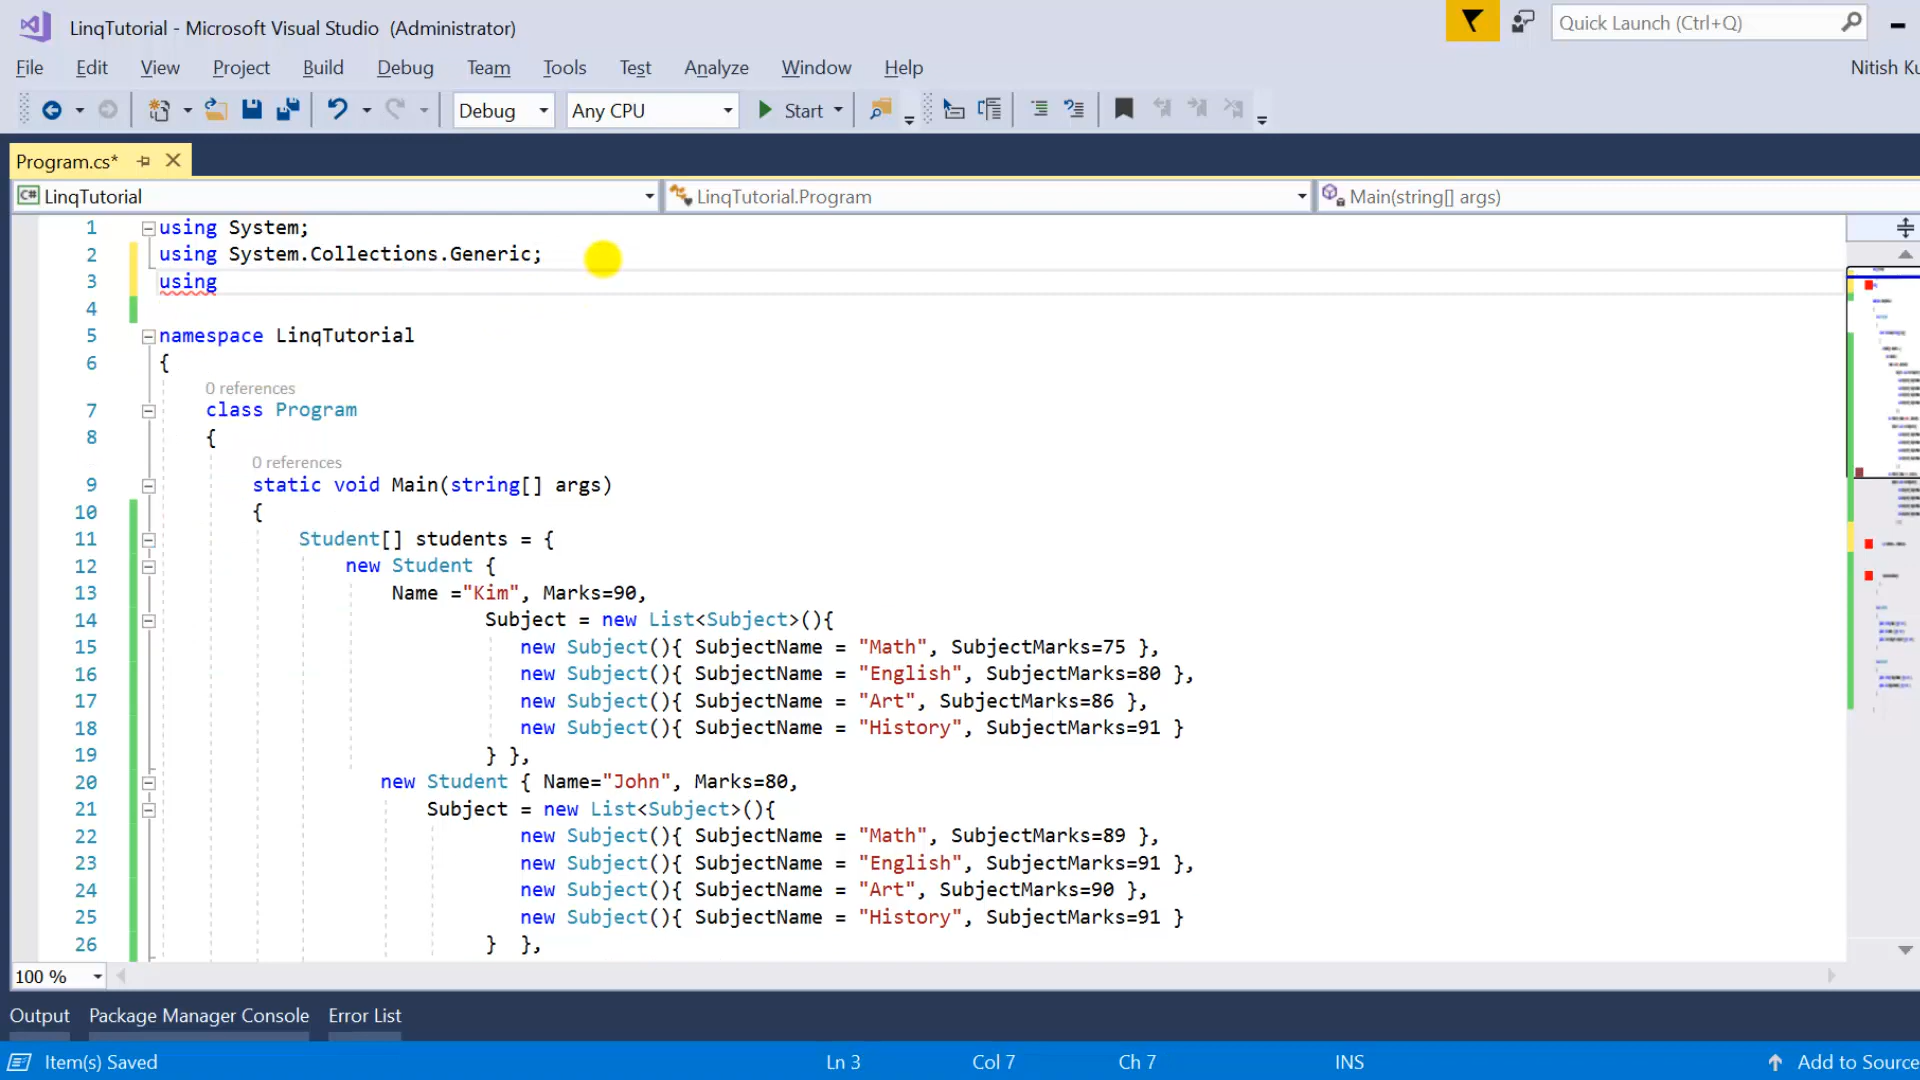 LinqTutorial - Microsoft Visual Studio (Administrator)
Quick Launch (Ctrl+Q)
File Edit View Project Build Debug Team Tools Test Analyze Window Help
Nitish Ku
Debug Any CPU Start
Program.cs*
C# LinqTutorial LinqTutorial.Program Main(string[] args)
1 using System;
2 using System.Collections.Generic;
3 using
4
5 namespace LinqTutorial
6 {
0 references
7 class Program
8 {
0 references
9 static void Main(string[] args)
10 {
11 Student[] students = {
12 new Student {
13 Name ="Kim", Marks=90,
14 Subject = new List<Subject>(){
15 new Subject(){ SubjectName = "Math", SubjectMarks=75 },
16 new Subject(){ SubjectName = "English", SubjectMarks=80 },
17 new Subject(){ SubjectName = "Art", SubjectMarks=86 },
18 new Subject(){ SubjectName = "History", SubjectMarks=91 }
19 } },
20 new Student { Name="John", Marks=80,
21 Subject = new List<Subject>(){
22 new Subject(){ SubjectName = "Math", SubjectMarks=89 },
23 new Subject(){ SubjectName = "English", SubjectMarks=91 },
24 new Subject(){ SubjectName = "Art", SubjectMarks=90 },
25 new Subject(){ SubjectName = "History", SubjectMarks=91 }
26 } },
100 %
Output Package Manager Console Error List
Item(s) Saved Ln 3 Col 7 Ch 7 INS Add to Source